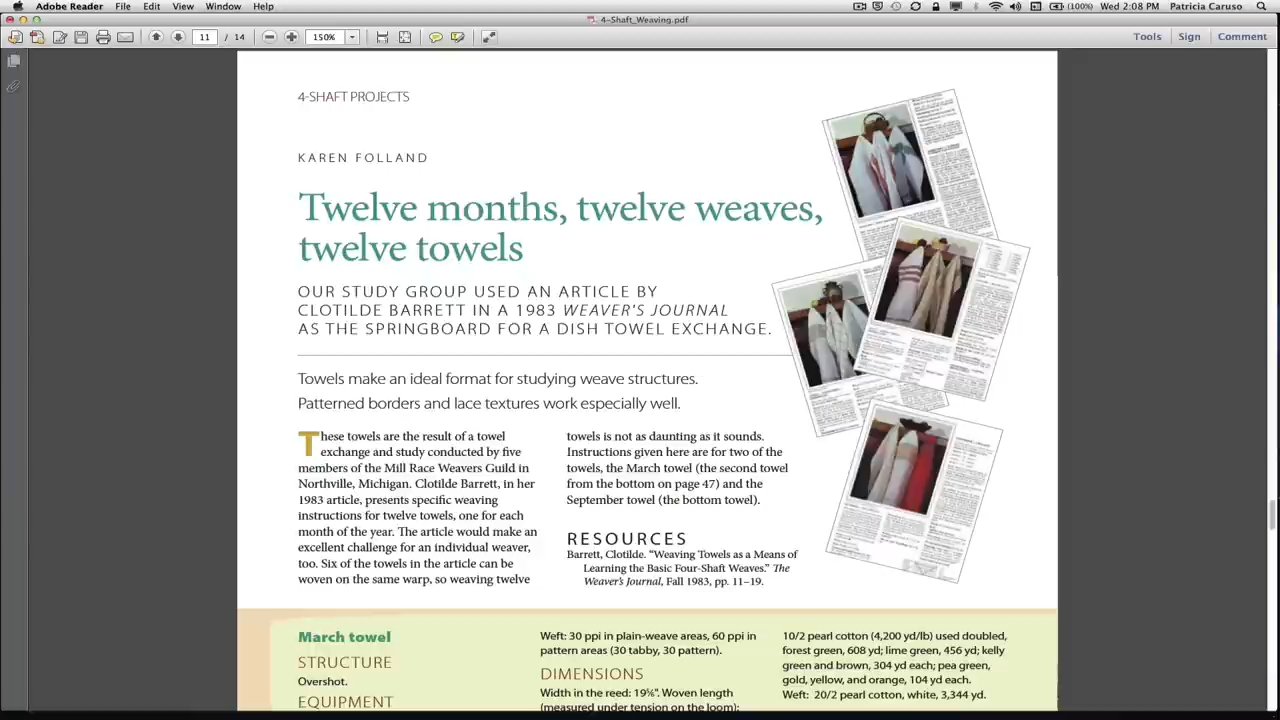 Adobe Reader File Edit View Window Help
(100%) Wed 2:08 PM Patricia Caruso
4-Shaft_Weaving.pdf
11 / 14 150% Tools Sign Comment
4-SHAFT PROJECTS
KAREN FOLLAND
Twelve months, twelve weaves,
twelve towels
OUR STUDY GROUP USED AN ARTICLE BY
CLOTILDE BARRETT IN A 1983 WEAVER'S JOURNAL
AS THE SPRINGBOARD FOR A DISH TOWEL EXCHANGE.
Towels make an ideal format for studying weave structures.
Patterned borders and lace textures work especially well.
These towels are the result of a towel
exchange and study conducted by five
members of the Mill Race Weavers Guild in
Northville, Michigan. Clotilde Barrett, in her
1983 article, presents specific weaving
instructions for twelve towels, one for each
month of the year. The article would make an
excellent challenge for an individual weaver,
too. Six of the towels in the article can be
woven on the same warp, so weaving twelve
towels is not as daunting as it sounds.
Instructions given here are for two of the
towels, the March towel (the second towel
from the bottom on page 47) and the
September towel (the bottom towel).
RESOURCES
Barrett, Clotilde. “Weaving Towels as a Means of
Learning the Basic Four-Shaft Weaves.” The
Weaver's Journal, Fall 1983, pp. 11–19.
March towel
STRUCTURE
Overshot.
EQUIPMENT
Weft: 30 ppi in plain-weave areas, 60 ppi in
pattern areas (30 tabby, 30 pattern).
DIMENSIONS
Width in the reed: 19⅝". Woven length
(measured under tension on the loom):
10/2 pearl cotton (4,200 yd/lb) used doubled,
forest green, 608 yd; lime green, 456 yd; kelly
green and brown, 304 yd each; pea green,
gold, yellow, and orange, 104 yd each.
Weft: 20/2 pearl cotton, white, 3,344 yd.